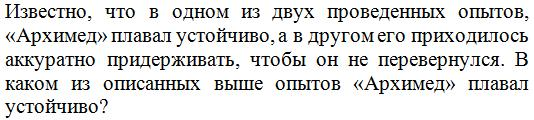 Известно, что в одном из двух проведенных опытов,
«Архимед» плавал устойчиво, а в другом его приходилось
аккуратно придерживать, чтобы он не перевернулся. В
каком из описанных выше опытов «Архимед» плавал
устойчиво?